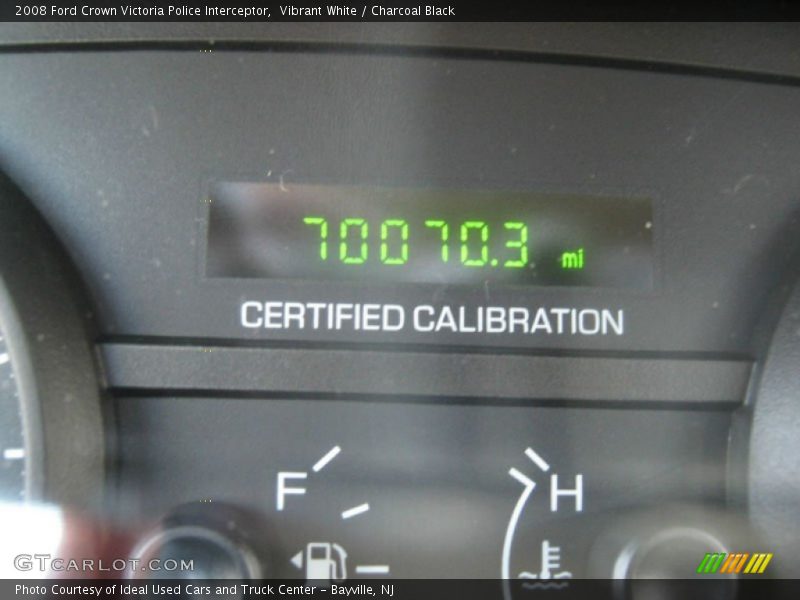 2008 Ford Crown Victoria Police Interceptor,  Vibrant White / Charcoal Black
70070.3 mi
CERTIFIED CALIBRATION
F H
GTCARLOT.COM
Photo Courtesy of Ideal Used Cars and Truck Center – Bayville, NJ